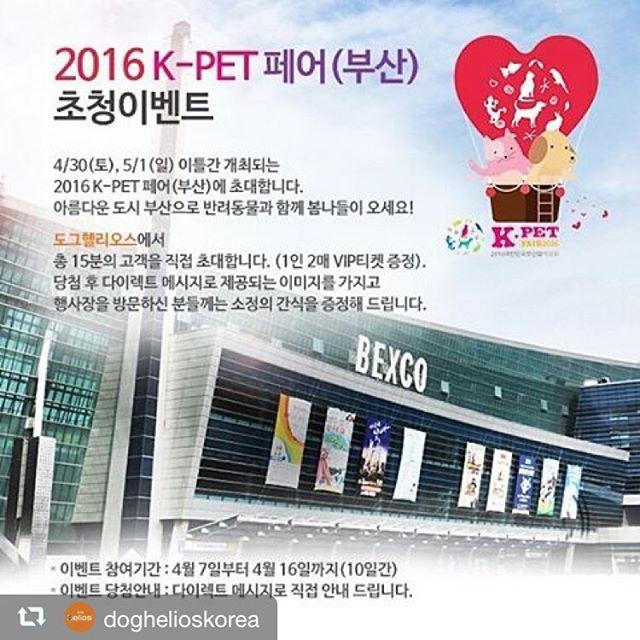 2016 K-PET 페어(부산)
초청이벤트
4/30(토), 5/1(일) 이틀간 개최되는
2016 K-PET 페어(부산)에 초대합니다.
아름다운 도시 부산으로 반려동물과 함께 봄나들이 오세요!
도그헬리오스에서
총 15분의 고객을 직접 초대합니다. (1인 2매 VIP티켓 증정).
당첨 후 다이렉트 메시지로 제공되는 이미지를 가지고
행사장을 방문하신 분들께는 소정의 간식을 증정해 드립니다.
K·PET
FAIR2016
BEXCO
· 이벤트 참여기간 : 4월 7일부터 4월 16일까지(10일간)
· 이벤트 당첨안내 : 다이렉트 메시지로 직접 안내 드립니다.
helios
doghelioskorea